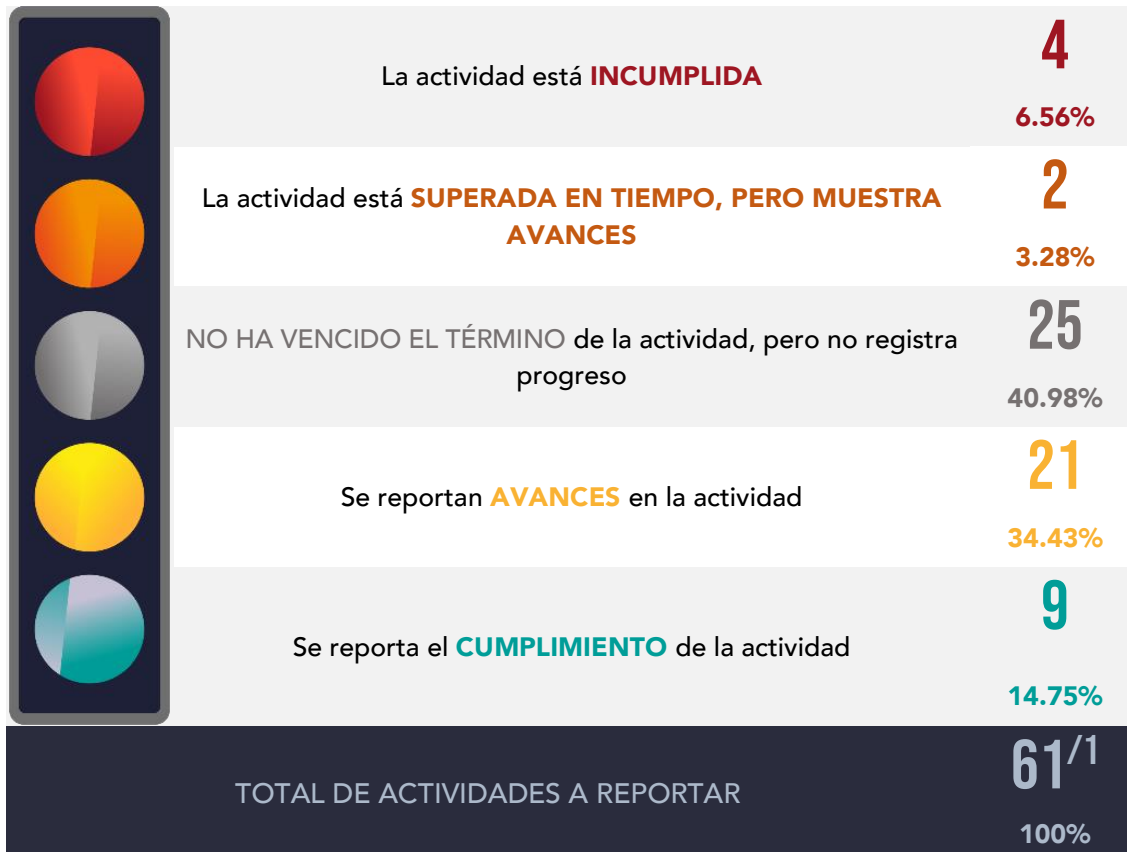 La actividad está INCUMPLIDA
4
6.56%
La actividad está SUPERADA EN TIEMPO, PERO MUESTRA
AVANCES
2
3.28%
NO HA VENCIDO EL TÉRMINO de la actividad, pero no registra
progreso
25
40.98%
Se reportan AVANCES en la actividad
21
34.43%
Se reporta el CUMPLIMIENTO de la actividad
9
14.75%
TOTAL DE ACTIVIDADES A REPORTAR
61/1
100%